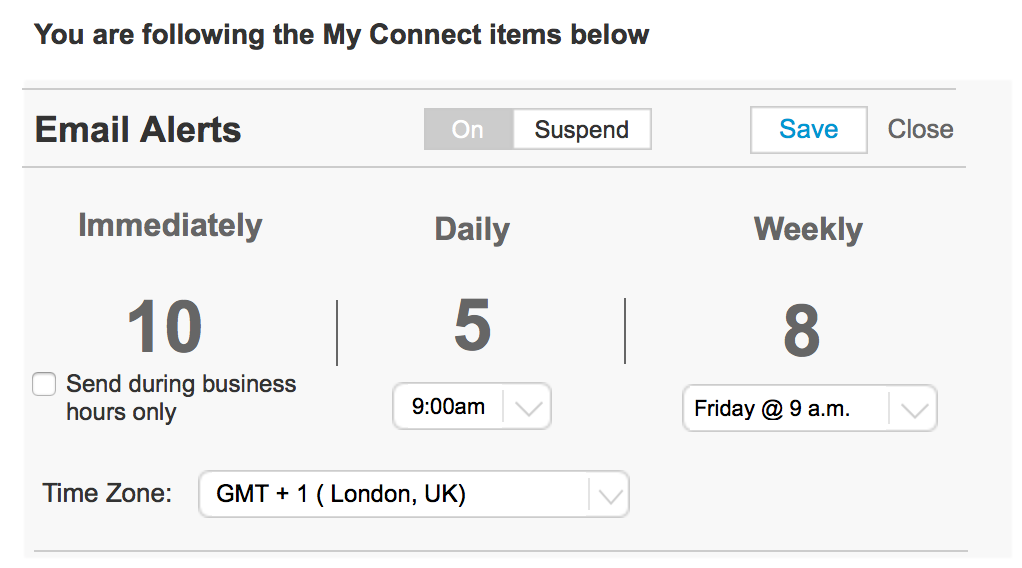 You are following the My Connect items below
Email Alerts On Suspend Save Close
Immediately Daily Weekly
10 5 8
Send during business
hours only
9:00am Friday @ 9 a.m.
Time Zone: GMT + 1 ( London, UK)